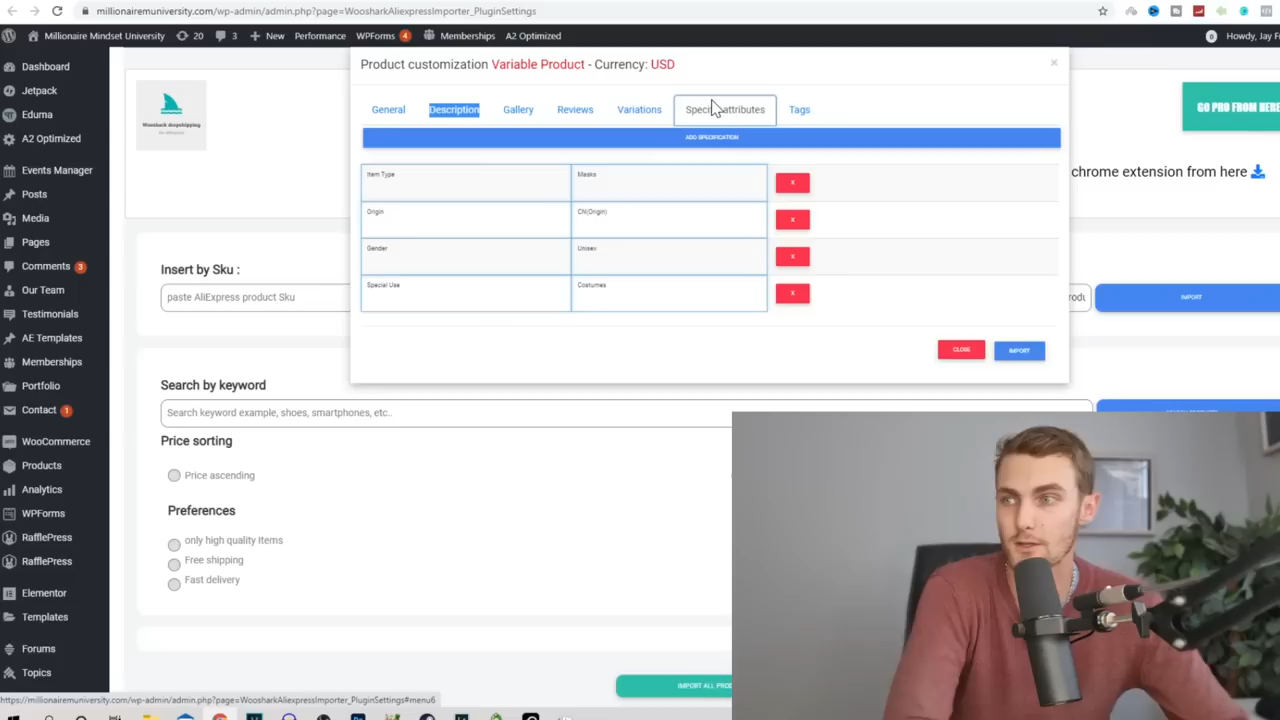 millionairemuniversity.com/wp-admin/admin.php?page=WoosharkAliexpressImporter_PluginSettings
Millionaire Mindset University
20
3
New
Performance
WPForms 4
Memberships
A2 Optimized
Howdy, Jay
Dashboard
Jetpack
Eduma
A2 Optimized
Events Manager
Posts
Media
Pages
Comments 3
Our Team
Testimonials
AE Templates
Memberships
Portfolio
Contact 1
WooCommerce
Products
Analytics
WPForms
RafflePress
RafflePress
Elementor
Templates
Forums
Topics
Wooshark dropshipping
Product customization Variable Product - Currency: USD
×
General
Description
Gallery
Reviews
Variations
attributes
Tags
ADD SPECIFICATION
Item Type
Masks
X
Origin
CN(Origin)
X
Gender
Unisex
X
Special Use
Costumes
X
CLOSE
IMPORT
GO PRO FROM HERE
chrome extension from here
Insert by Sku :
paste AliExpress product Sku
IMPORT
Search by keyword
Search keyword example, shoes, smartphones, etc..
Price sorting
Price ascending
Preferences
only high quality items
Free shipping
Fast delivery
IMPORT ALL
https://millionairemuniversity.com/wp-admin/admin.php?page=WoosharkAliexpressImporter_PluginSettings#menu6